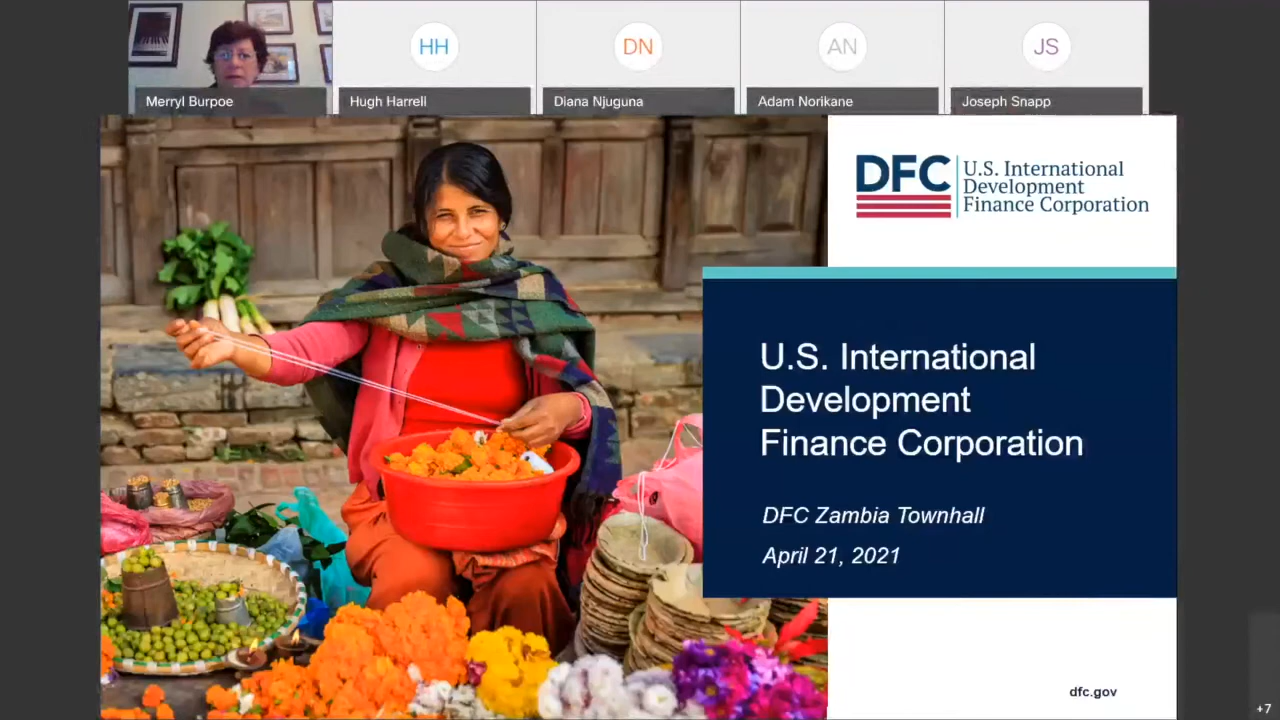 HH
DN
AN
JS
Merryl Burpoe
Hugh Harrell
Diana Njuguna
Adam Norikane
Joseph Snapp
DFC
U.S. International
Development
Finance Corporation
U.S. International
Development
Finance Corporation
DFC Zambia Townhall
April 21, 2021
dfc.gov
+7